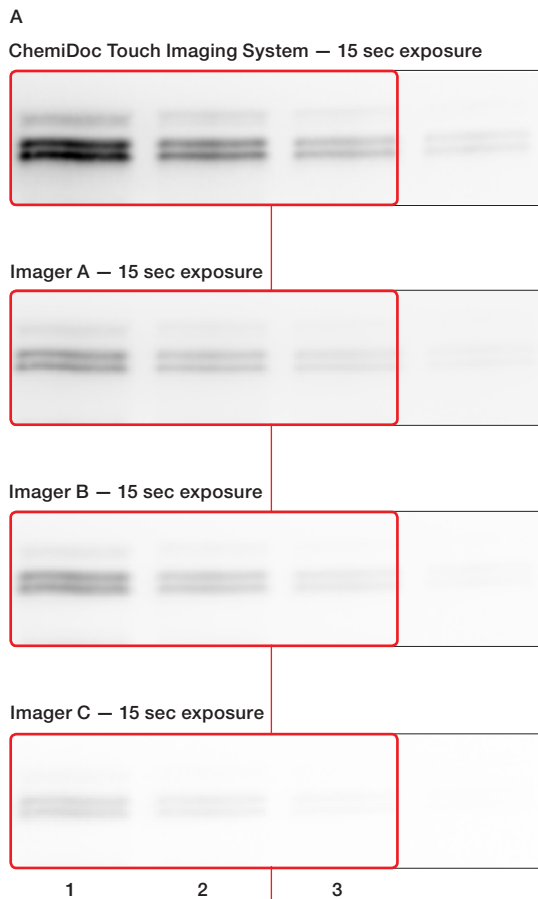 A
ChemiDoc Touch Imaging System — 15 sec exposure
Imager A — 15 sec exposure
Imager B — 15 sec exposure
Imager C — 15 sec exposure
1 2 3